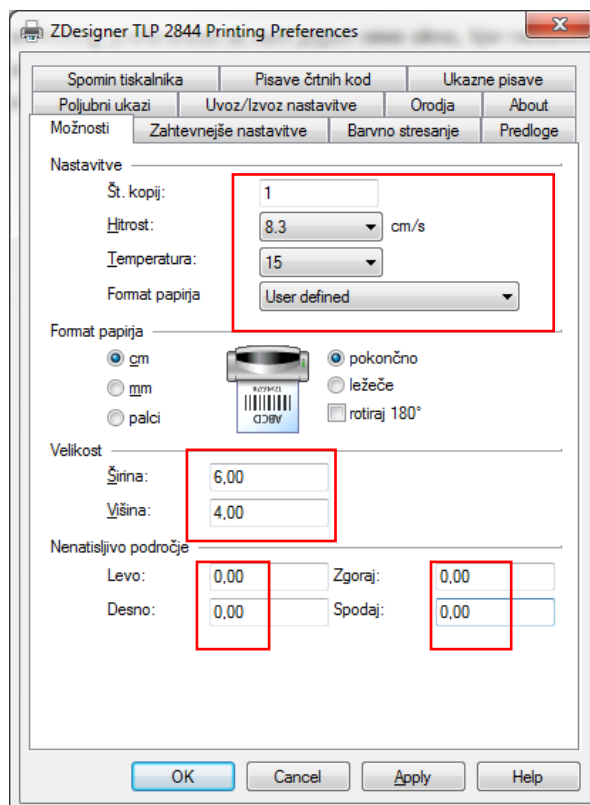 ZDesigner TLP 2844 Printing Preferences
Spomin tiskalnika Pisave črtnih kod Ukazne pisave
Poljubni ukazi Uvoz/Izvoz nastavitve Orodja About
Možnosti Zahtevnejše nastavitve Barvno stresanje Predloge
Nastavitve
Št. kopij: 1
Hitrost: 8.3 cm/s
Temperatura: 15
Format papirja User defined
Format papirja
cm pokončno
mm ležeče
palci rotiraj 180°
12345678
ABCD
Velikost
Širina: 6,00
Višina: 4,00
Nenatisljivo področje
Levo: 0,00 Zgoraj: 0,00
Desno: 0,00 Spodaj: 0,00
OK Cancel Apply Help